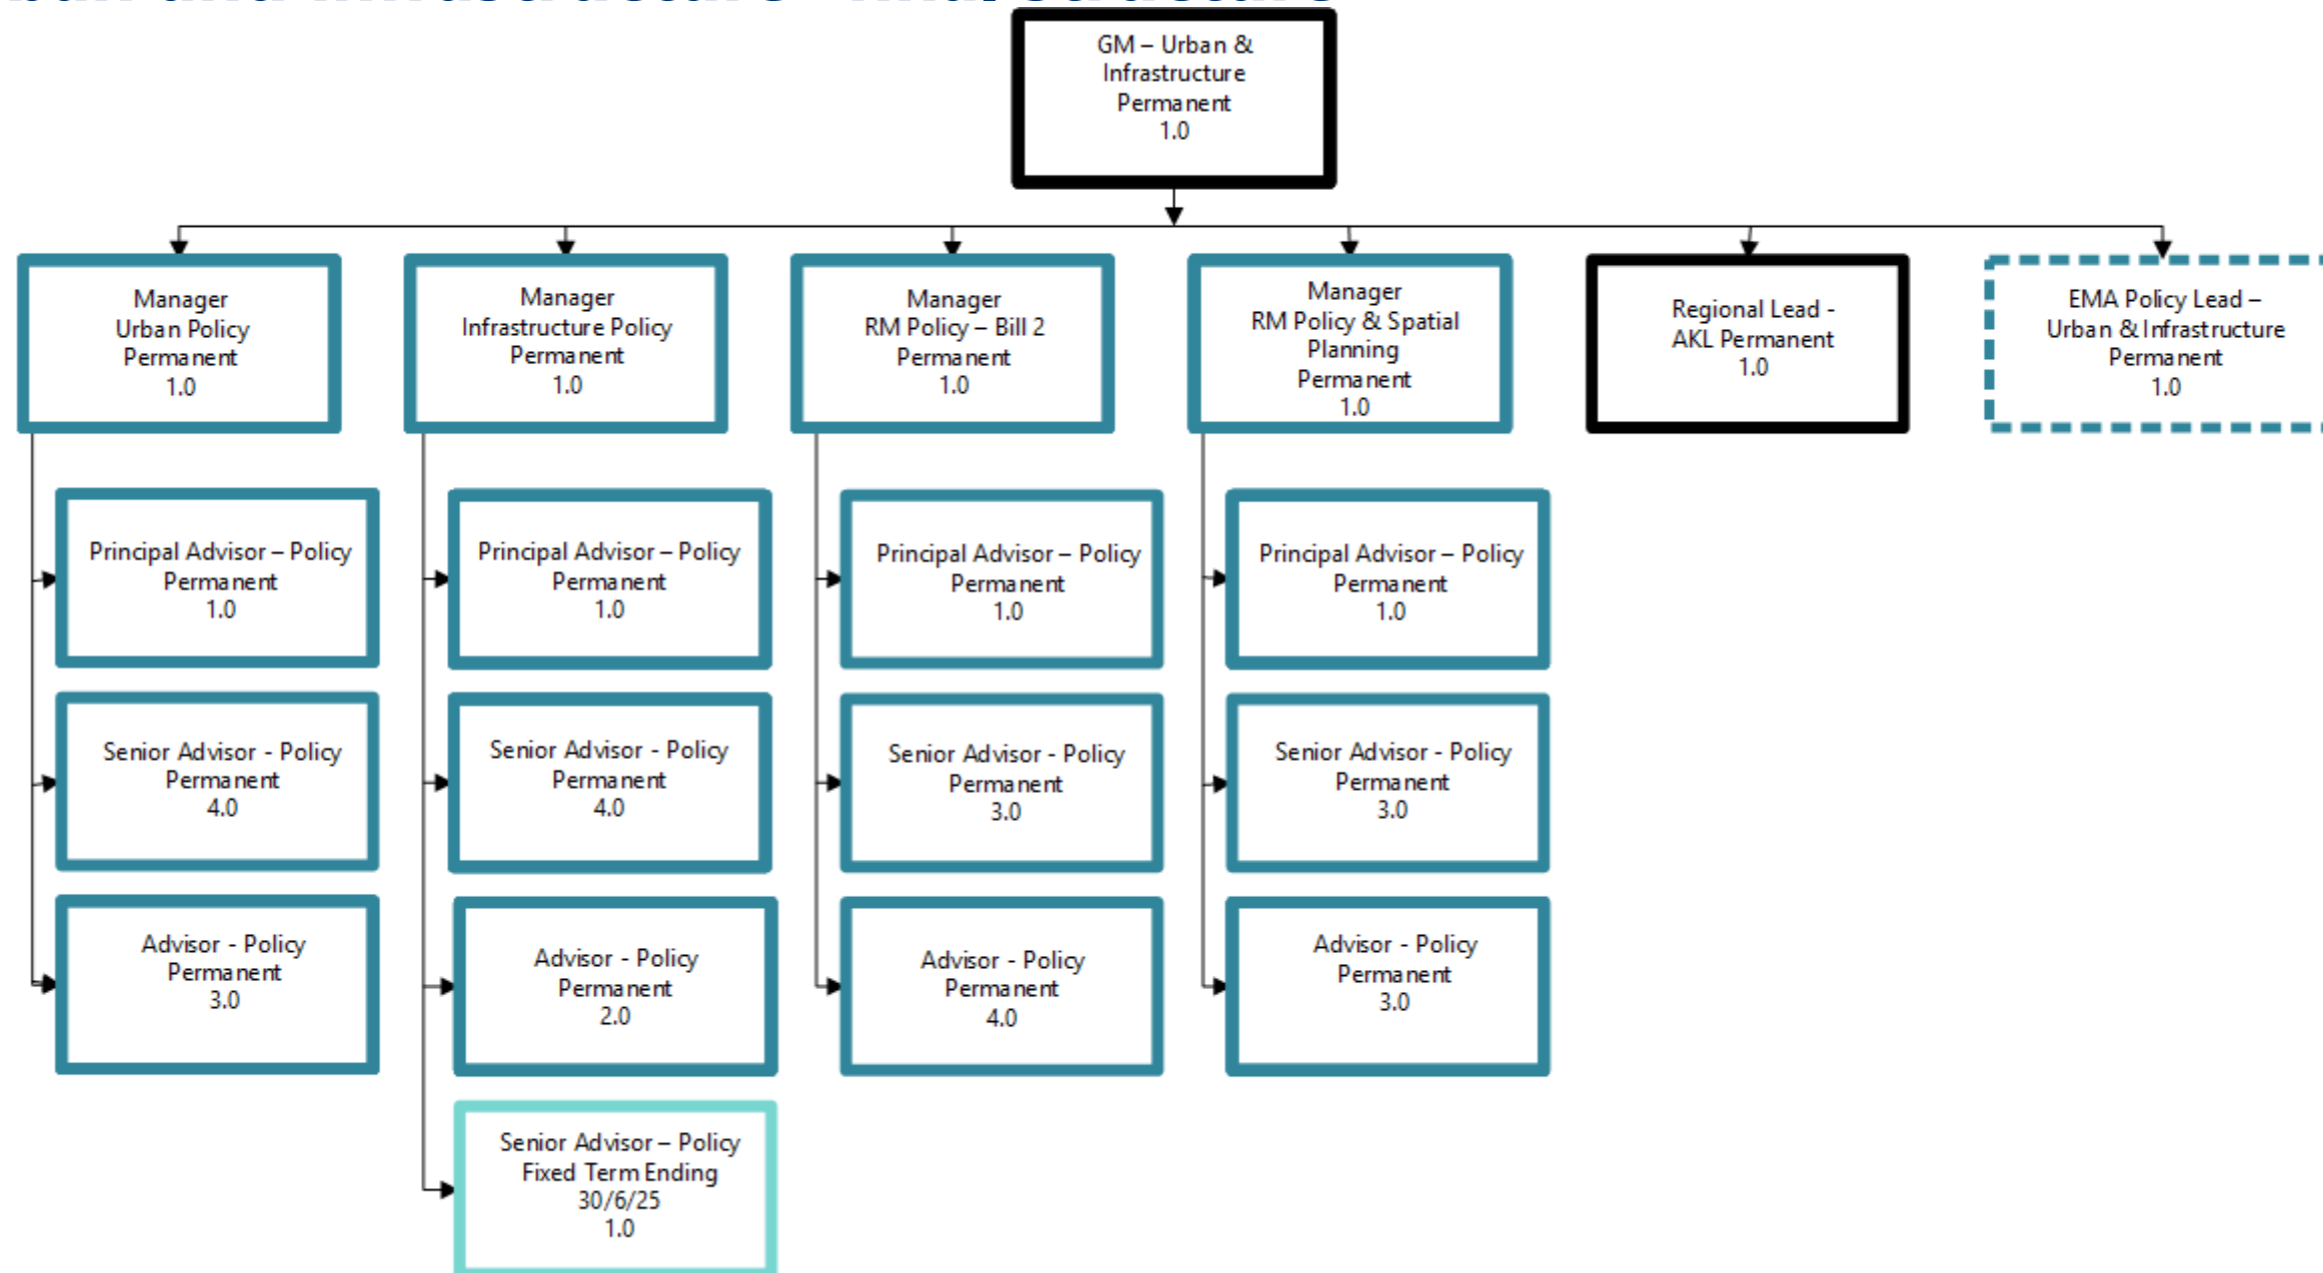 GM – Urban &
Infrastructure
Permanent
1.0
Manager
Urban Policy
Permanent
1.0
Manager
Infrastructure Policy
Permanent
1.0
Manager
RM Policy – Bill 2
Permanent
1.0
Manager
RM Policy & Spatial
Planning
Permanent
1.0
Regional Lead -
AKL Permanent
1.0
EMA Policy Lead –
Urban & Infrastructure
Permanent
1.0
Principal Advisor – Policy
Permanent
1.0
Principal Advisor – Policy
Permanent
1.0
Principal Advisor – Policy
Permanent
1.0
Principal Advisor – Policy
Permanent
1.0
Senior Advisor - Policy
Permanent
4.0
Senior Advisor - Policy
Permanent
4.0
Senior Advisor - Policy
Permanent
3.0
Senior Advisor - Policy
Permanent
3.0
Advisor - Policy
Permanent
3.0
Advisor - Policy
Permanent
2.0
Advisor - Policy
Permanent
4.0
Advisor - Policy
Permanent
3.0
Senior Advisor – Policy
Fixed Term Ending
30/6/25
1.0